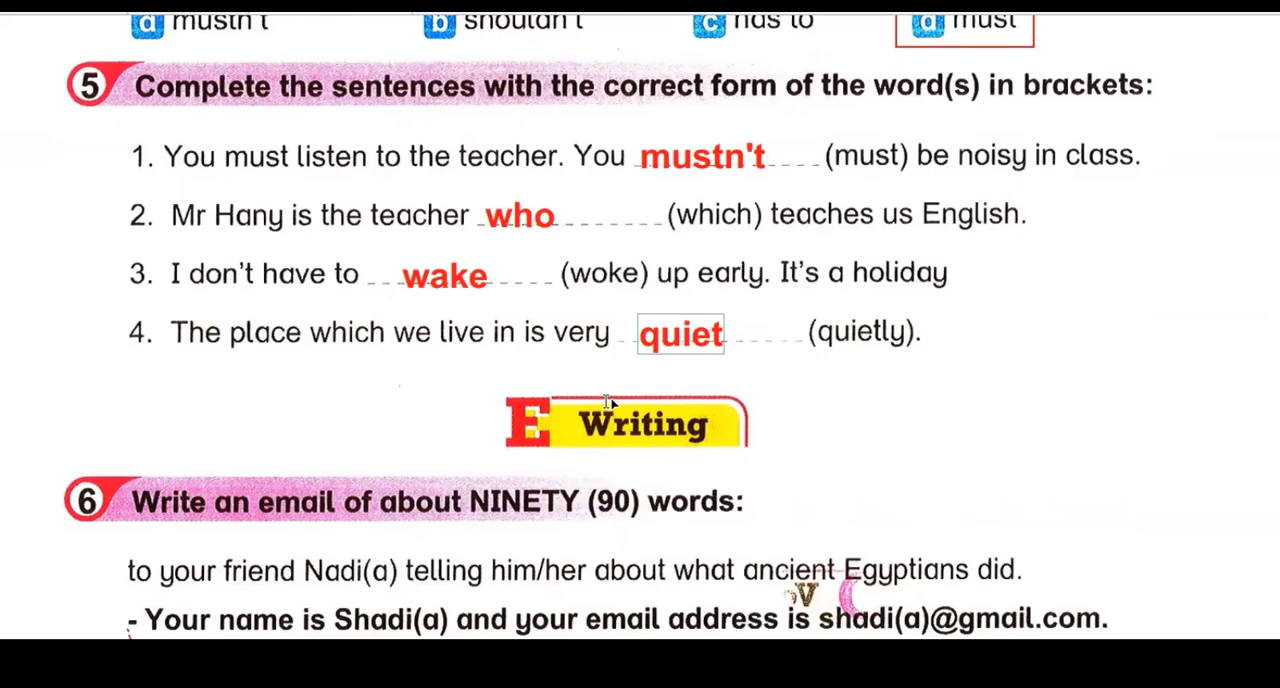 a mustn't b shouldn't c has to d must
5 Complete the sentences with the correct form of the word(s) in brackets:
1. You must listen to the teacher. You mustn't (must) be noisy in class.
2. Mr Hany is the teacher who (which) teaches us English.
3. I don't have to wake (woke) up early. It's a holiday
4. The place which we live in is very quiet (quietly).
E Writing
6 Write an email of about NINETY (90) words:
to your friend Nadi(a) telling him/her about what ancient Egyptians did.
- Your name is Shadi(a) and your email address is shadi(a)@gmail.com.